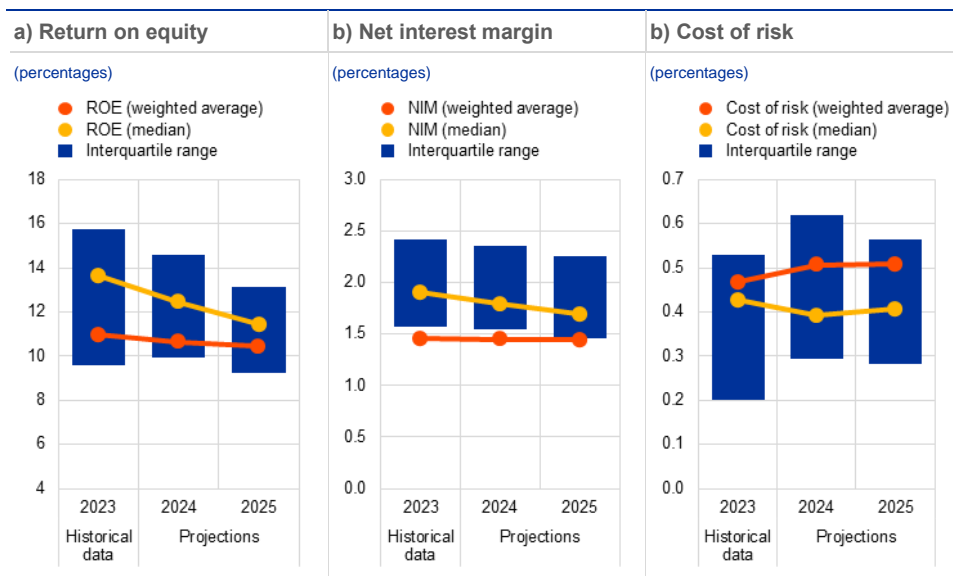 a) Return on equity
(percentages)
ROE (weighted average)
ROE (median)
Interquartile range
18
16
14
12
10
8
6
4
2023
2024
2025
Historical
data
Projections
b) Net interest margin
(percentages)
NIM (weighted average)
NIM (median)
Interquartile range
3.0
2.5
2.0
1.5
1.0
0.5
0.0
2023
2024
2025
Historical
data
Projections
b) Cost of risk
(percentages)
Cost of risk (weighted average)
Cost of risk (median)
Interquartile range
0.7
0.6
0.5
0.4
0.3
0.2
0.1
0.0
2023
2024
2025
Historical
data
Projections